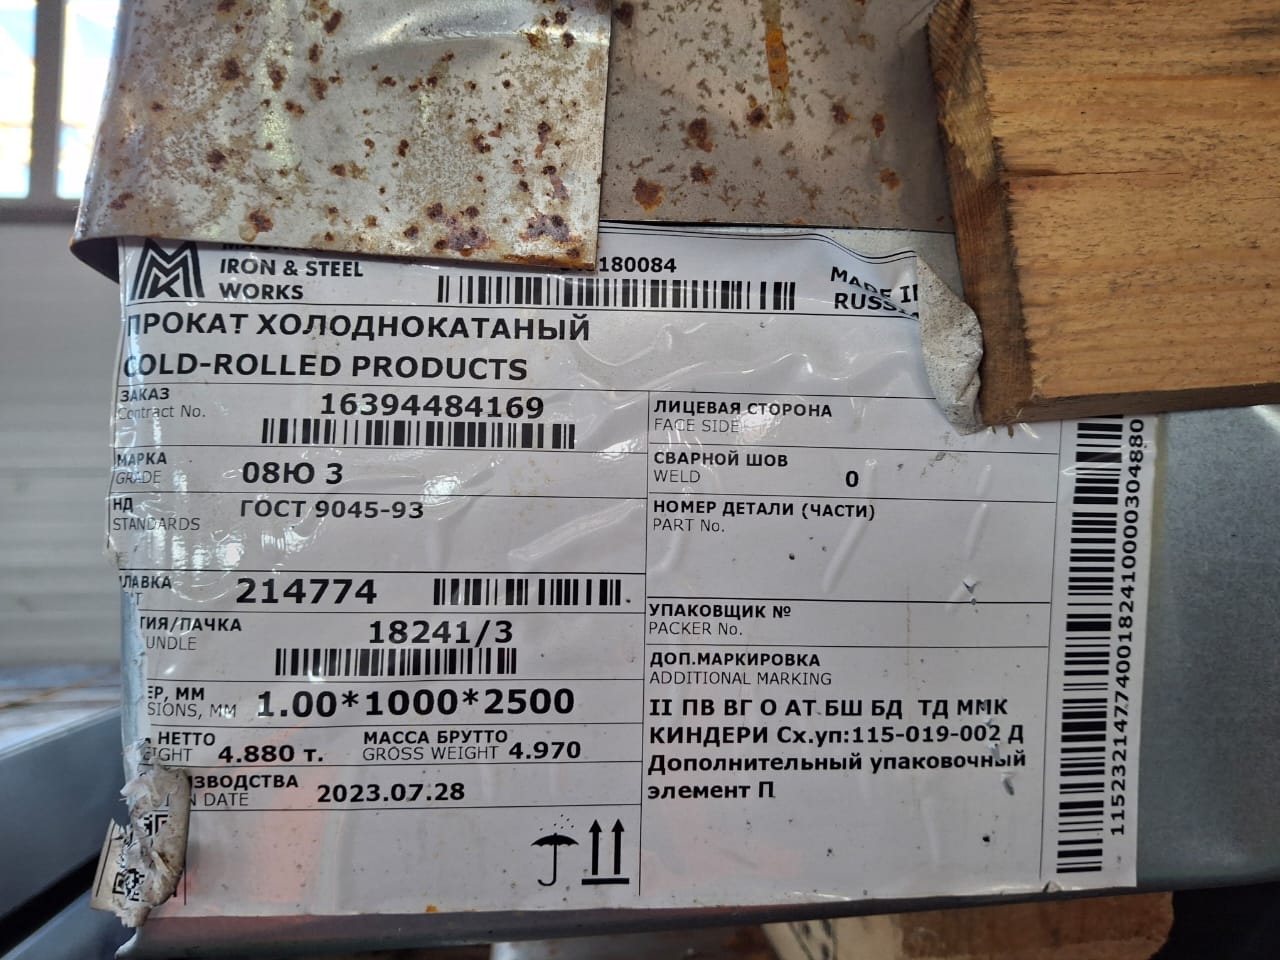 IRON & STEEL
WORKS
180084
MADE IN
RUSSIA
ПРОКАТ ХОЛОДНОКАТАНЫЙ
COLD-ROLLED PRODUCTS
ЗАКАЗ
Contract No.
16394484169
МАРКА
GRADE
08Ю 3
НД
STANDARDS
ГОСТ 9045-93
ЛАВКА
214774
ТИЯ/ПАЧКА
UNDLE
18241/3
ЕР, ММ
SIONS, ММ
1.00*1000*2500
НЕТТО
EIGHT
4.880 т.
МАССА БРУТТО
GROSS WEIGHT
4.970
ИЗВОДСТВА
N DATE
2023.07.28
ЛИЦЕВАЯ СТОРОНА
FACE SIDE
СВАРНОЙ ШОВ
WELD
0
НОМЕР ДЕТАЛИ (ЧАСТИ)
PART No.
УПАКОВЩИК №
PACKER No.
ДОП.МАРКИРОВКА
ADDITIONAL MARKING
II ПВ ВГ О АТ БШ БД ТД ММК
КИНДЕРИ Сх.уп:115-019-002 Д
Дополнительный упаковочный
элемент П
1152321477400182410000304880